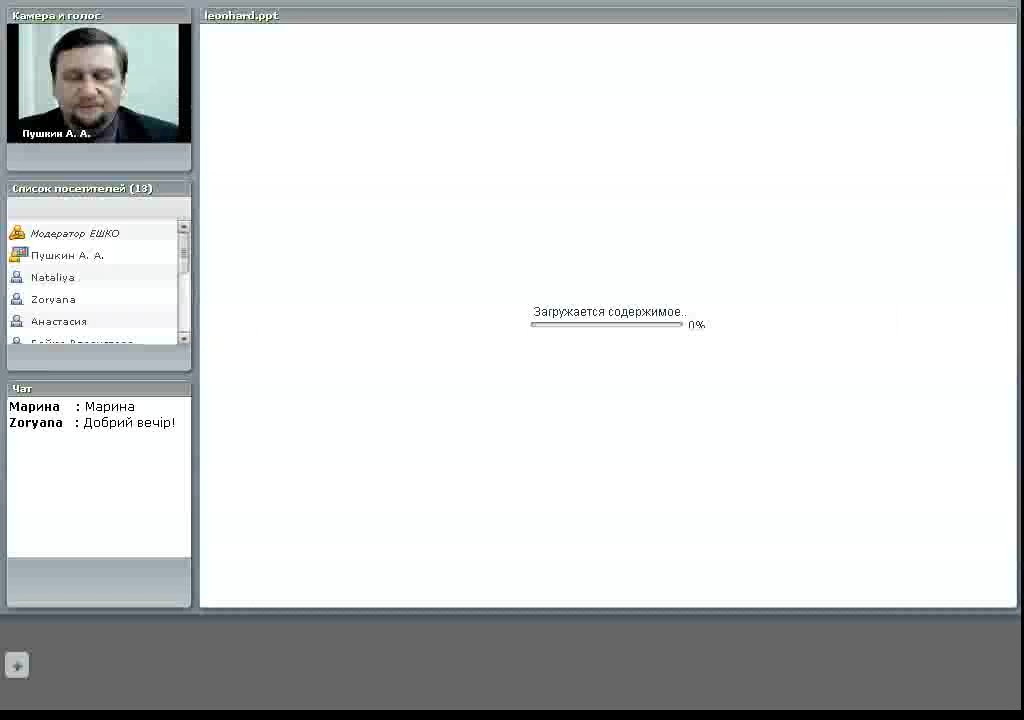 Камера и голос
Пушкин А. А.
Список посетителей (13)
Модератор ЕШКО
Пушкин А. А.
Nataliya
Zoryana
Анастасия
Чат
Марина : Марина
Zoryana : Добрий вечір!
leonhard.ppt
Загружается содержимое..
0%